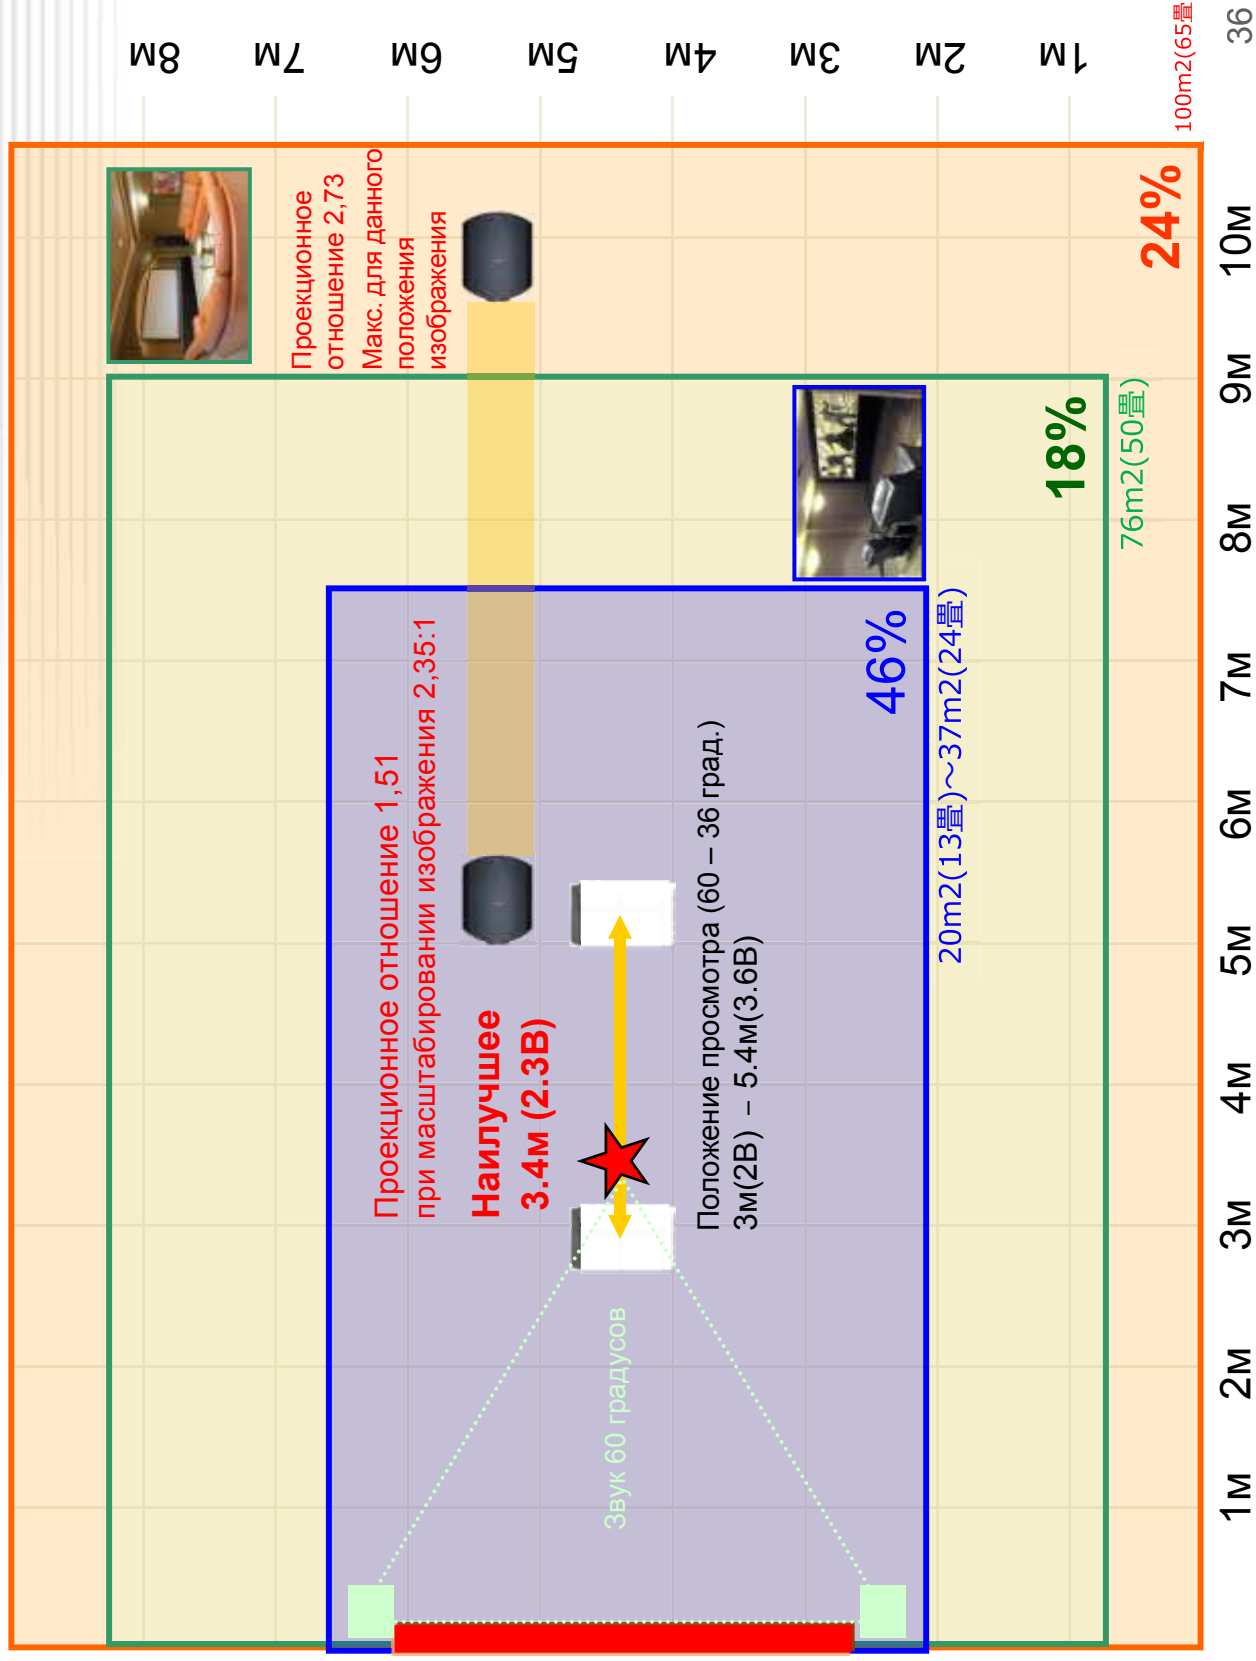 8м
7м
6м
5м
4м
3м
2м
1м
Проекционное
отношение 2,73
Макс. для данного
положения
изображения
Проекционное отношение 1,51
при масштабировании изображения 2,35:1
Наилучшее
3.4м (2.3В)
Положение просмотра (60 – 36 град.)
3м(2В) – 5.4м(3.6В)
Звук 60 градусов
46%
20m2(13畳)～37m2(24畳)
18%
76m2(50畳)
24%
100m2(65畳
1м
2м
3м
4м
5м
6м
7м
8м
9м
10м
36